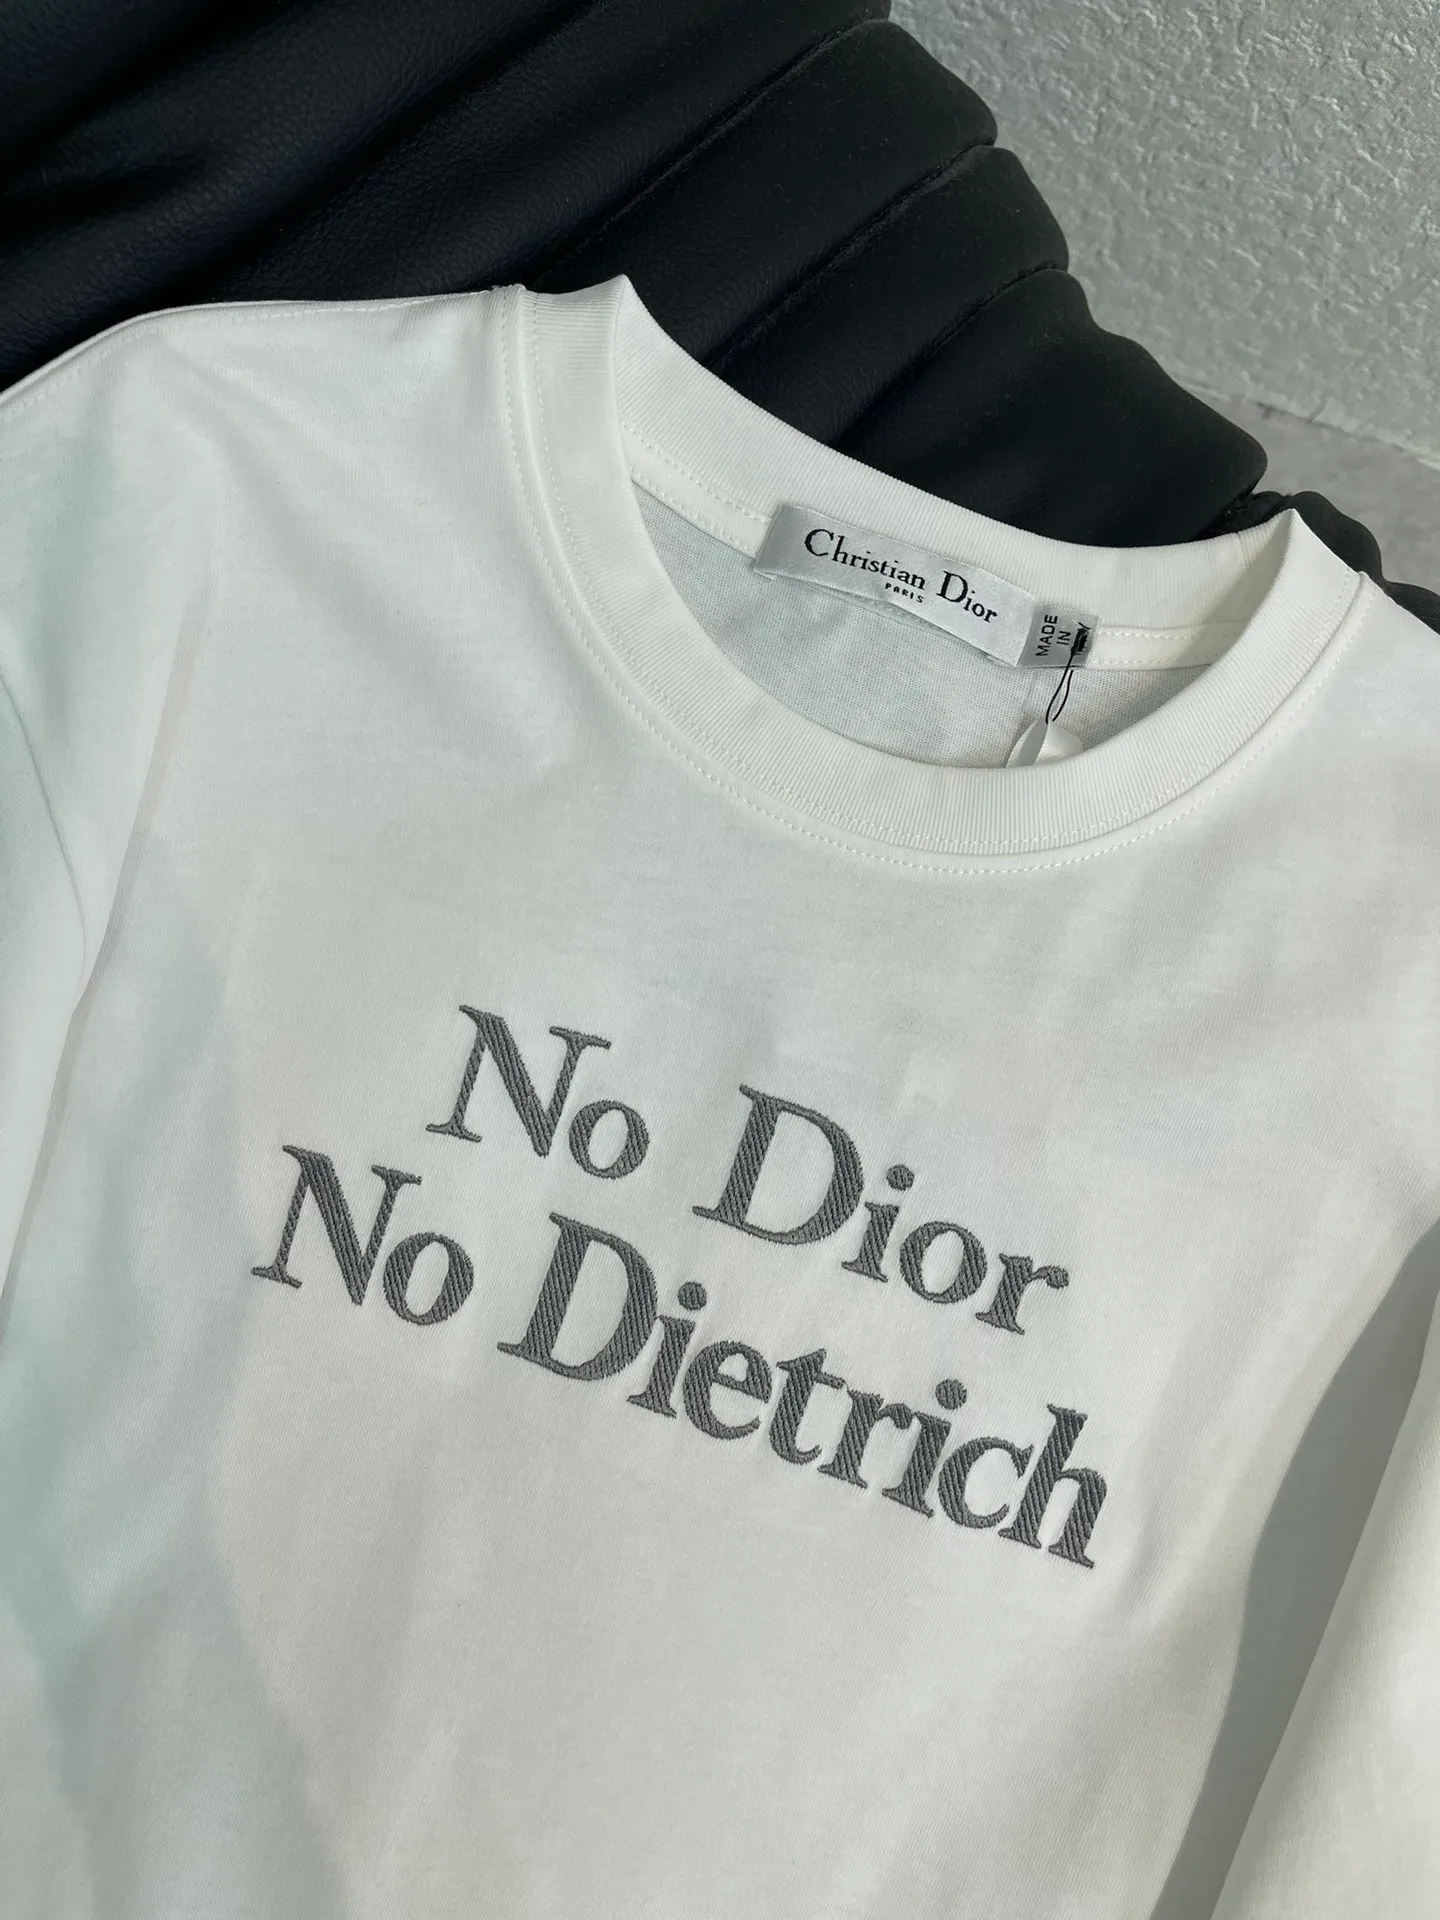 Christian Dior
PARIS
MADE
IN
No Dior
No Dietrich